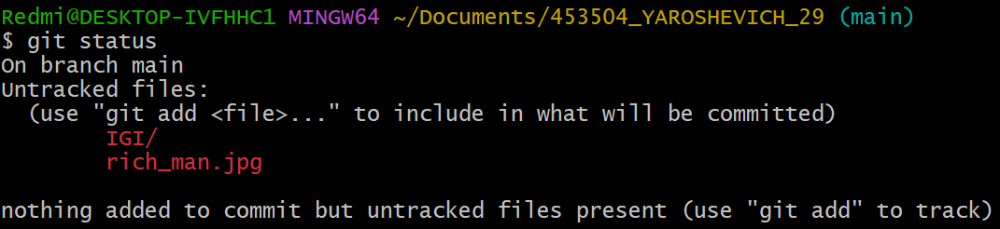 Redmi@DESKTOP-IVFHHC1 MINGW64 ~/Documents/453504_YAROSHEVICH_29 (main)
$ git status
On branch main
Untracked files:
  (use "git add <file>..." to include in what will be committed)
        IGI/
        rich_man.jpg

nothing added to commit but untracked files present (use "git add" to track)